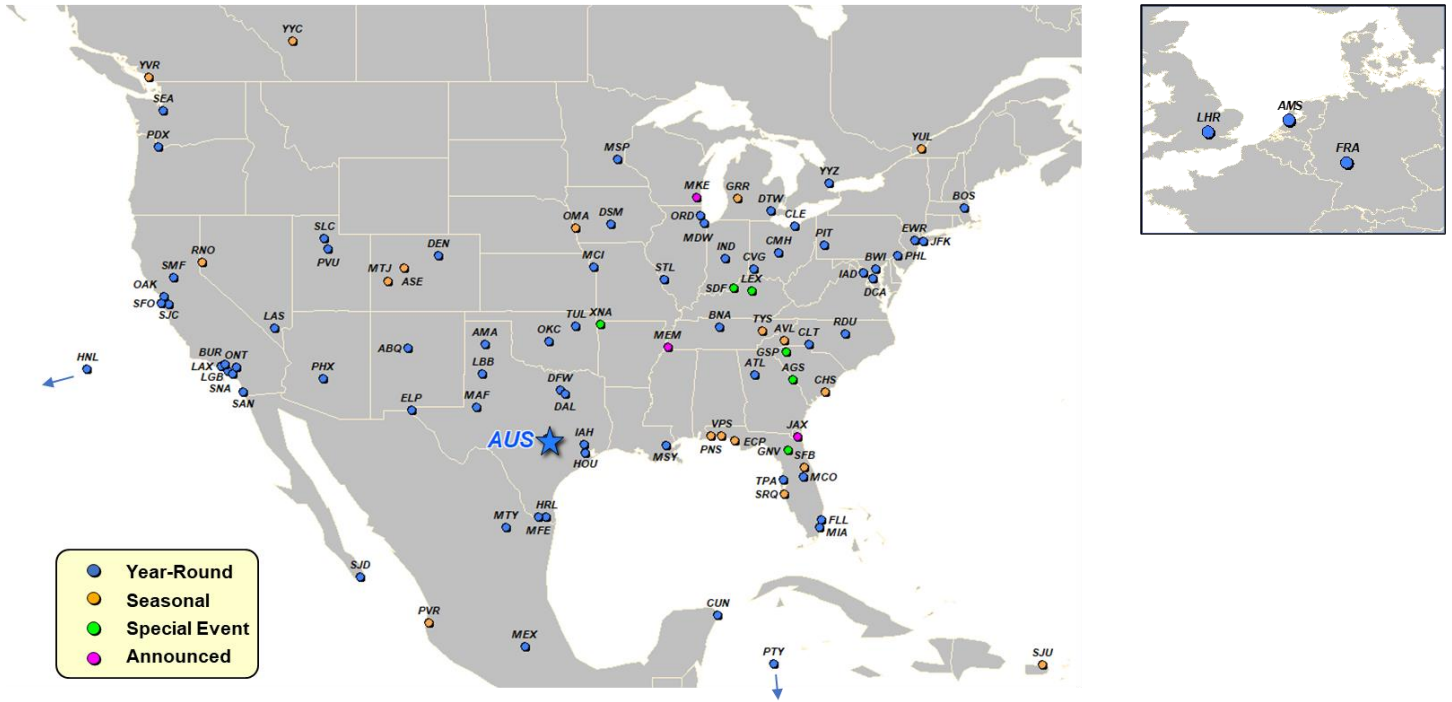 YYC
YVR
SEA
PDX
YUL
MSP
YYZ
MKE
GRR
DTW
BOS
OMA
DSM
ORD
MDW
CLE
SLC
PVU
DEN
IND
CMH
PIT
EWR
JFK
RNO
SMF
MTJ
ASE
MCI
STL
CVG
LEX
SDF
IAD
BWI
PHL
DCA
OAK
SFO
SJC
LAS
TUL
XNA
OKC
AMA
BNA
TYS
AVL
CLT
RDU
MEM
GSP
HNL
BUR
ONT
LAX
LGB
SNA
SAN
PHX
ABQ
LBB
DFW
DAL
ATL
AGS
CHS
ELP
MAF
AUS
IAH
HOU
MSY
VPS
PNS
ECP
JAX
GNV
SFB
MCO
TPA
SRQ
FLL
MIA
MTY
HRL
MFE
SJD
PVR
MEX
CUN
PTY
SJU
Year-Round
Seasonal
Special Event
Announced
LHR
AMS
FRA